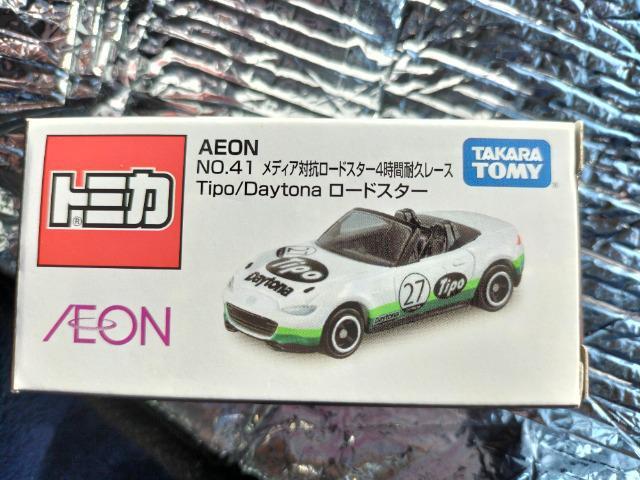 AEON
NO.41 メディア対抗ロードスター4時間耐久レース
Tipo/Daytona ロードスター
TAKARA
TOMY
トミカ
®
ÆON
Tipo
Daytona
27
Tipo
DAYTONA